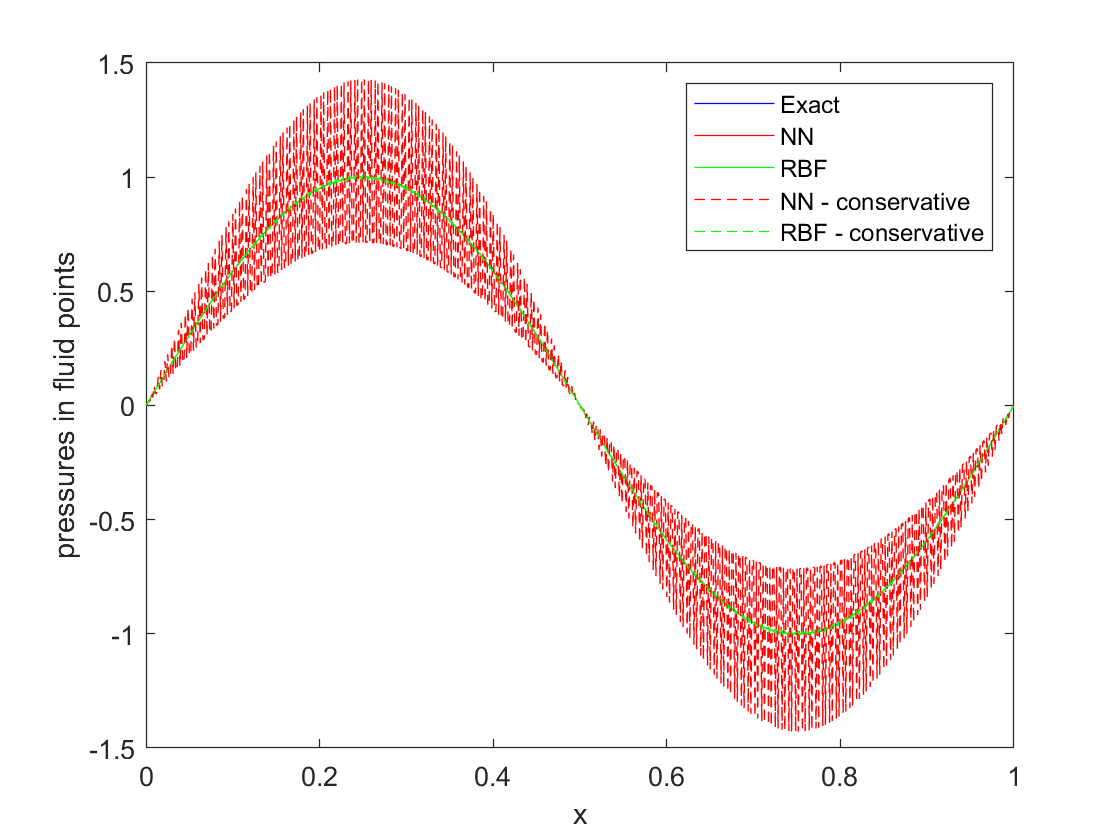 1.5
1
0.5
0
-0.5
-1
-1.5
pressures in fluid points
Exact
NN
RBF
NN - conservative
RBF - conservative
0
0.2
0.4
0.6
0.8
1
x